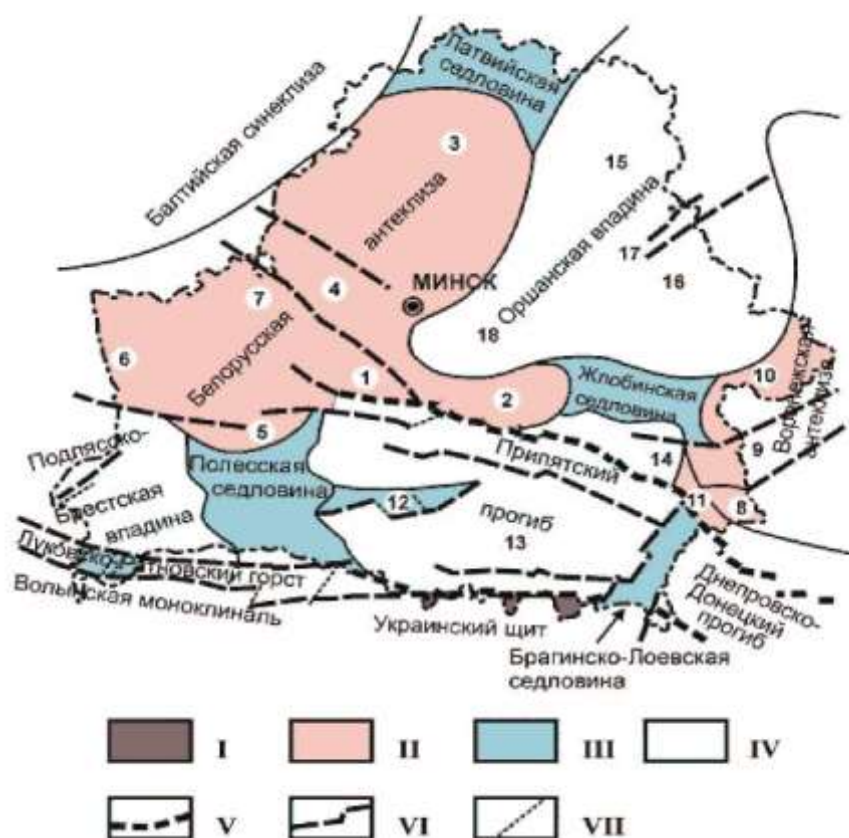 Латвийская
седловина
Балтийская синеклиза
3
15
антеклиза
Оршанская впадина
17
7
4
МИНСК
16
6
Белорусская
18
1
2
Жлобинская
седловина
10
Воронежская
антеклиза
5
Подлясско-
Брестская
впадина
Полесская
седловина
Припятский
прогиб
14
9
12
11
8
13
Луковско-Ратновский горст
Волынская моноклиналь
Украинский щит
Днепровско-
Донецкий
прогиб
Брагинско-Лоевская
седловина
I
II
III
IV
V
VI
VII